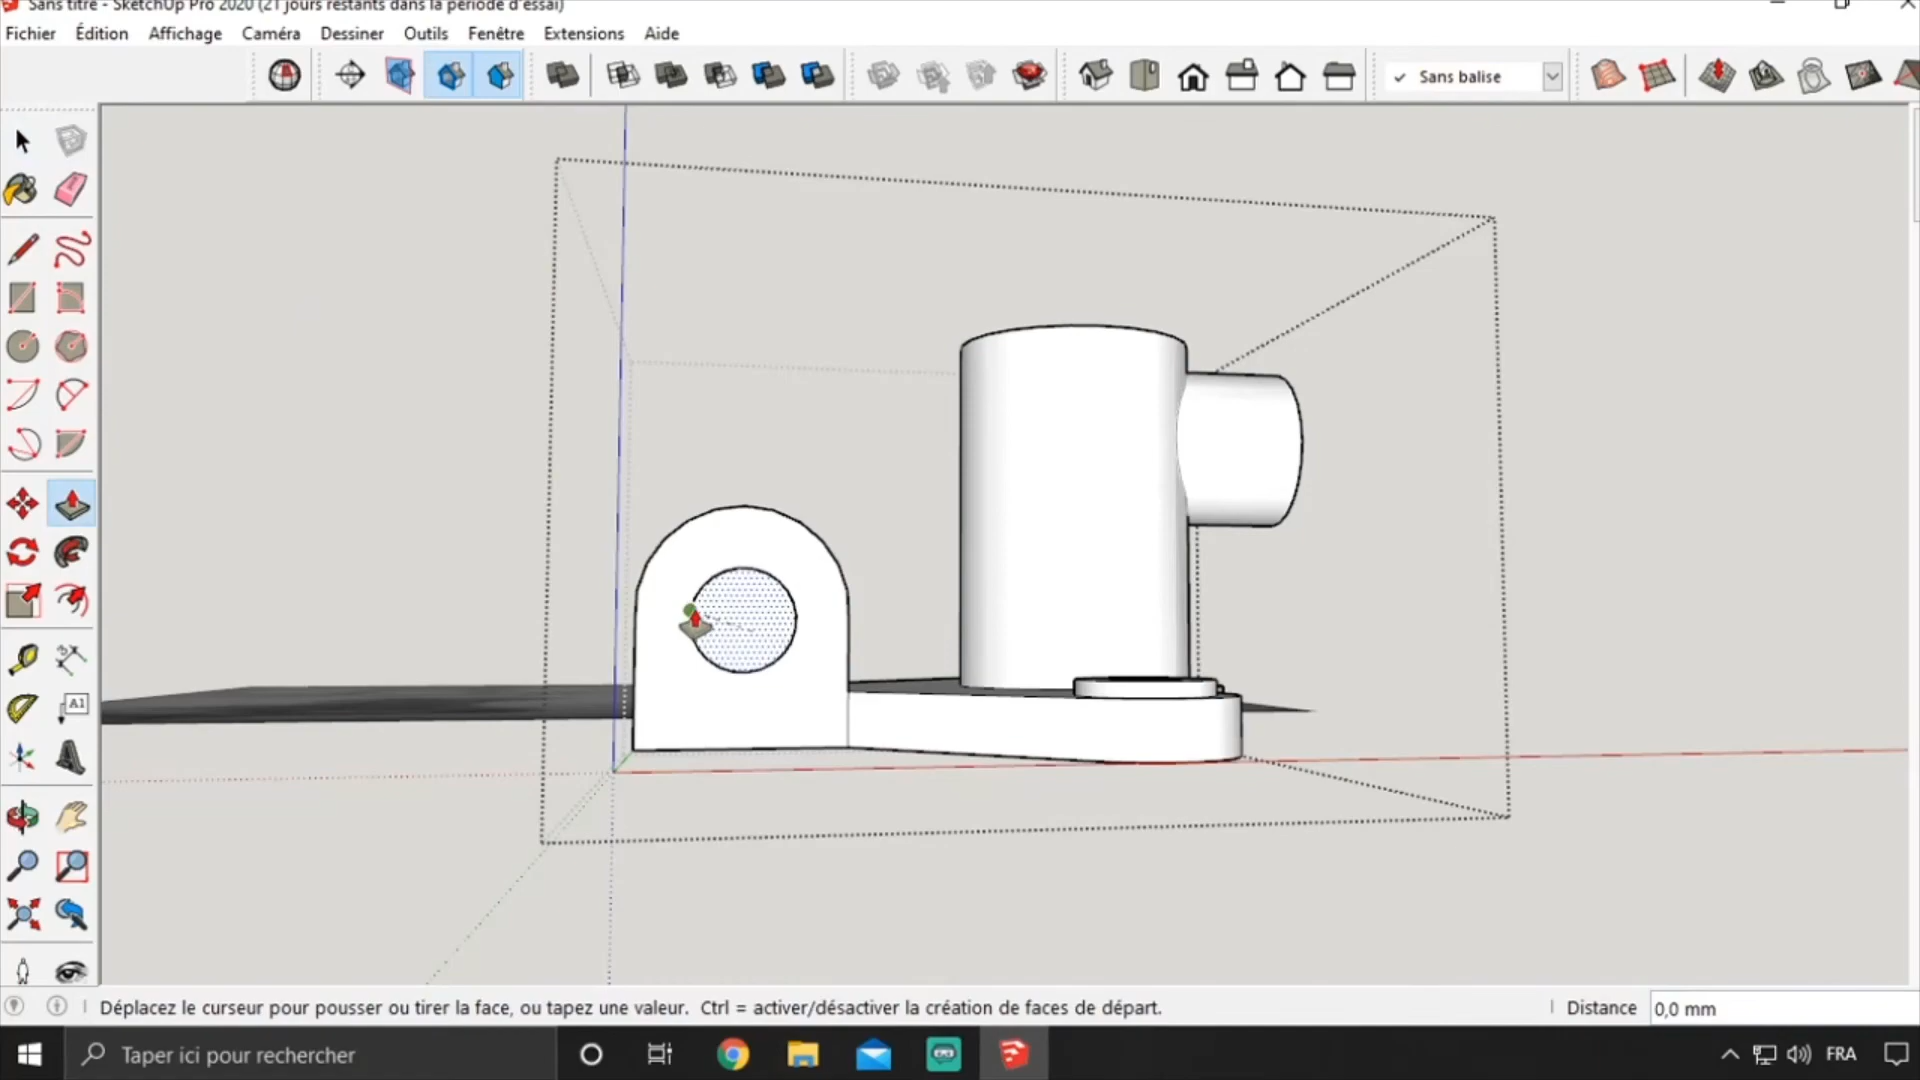 Sans titre - SketchUp Pro 2020 (21 jours restants dans la période d'essai)
Fichier Édition Affichage Caméra Dessiner Outils Fenêtre Extensions Aide
✓ Sans balise
A1
Déplacez le curseur pour pousser ou tirer la face, ou tapez une valeur. Ctrl = activer/désactiver la création de faces de départ.
Distance 0,0 mm
Taper ici pour rechercher
FRA